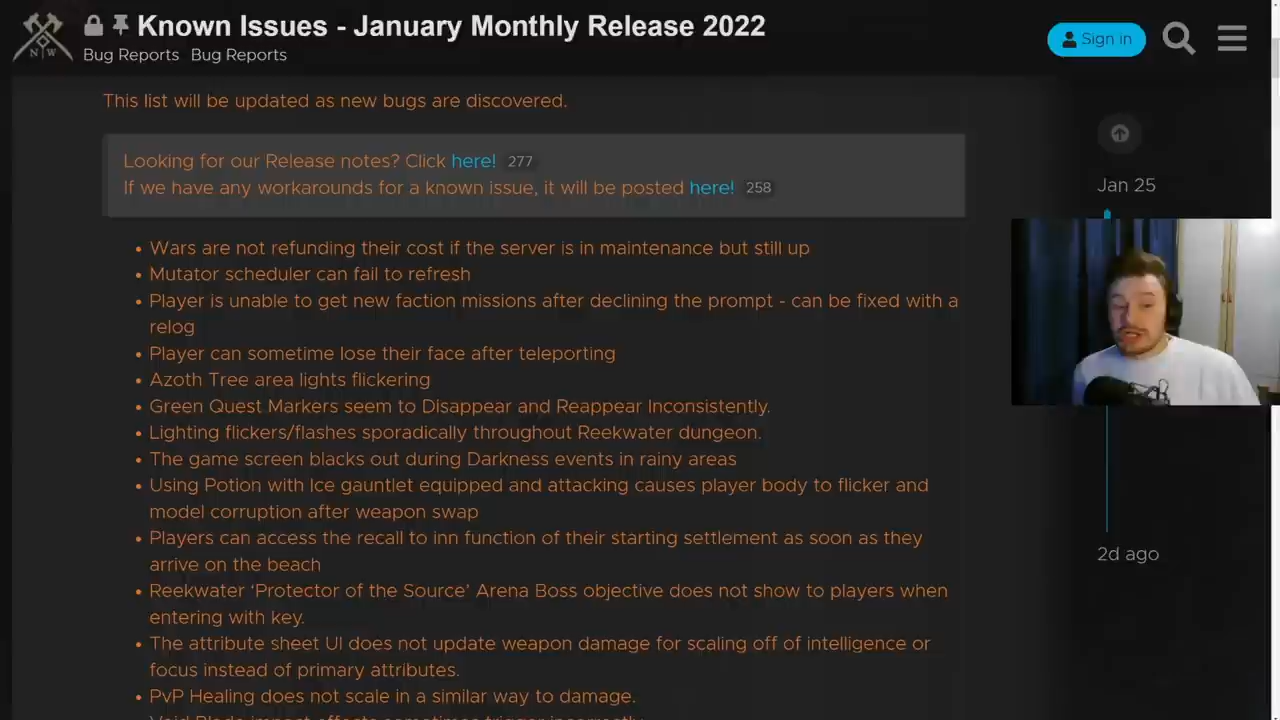 Known Issues - January Monthly Release 2022
Bug Reports Bug Reports
N W
Sign in
This list will be updated as new bugs are discovered.
Looking for our Release notes? Click here! 277
If we have any workarounds for a known issue, it will be posted here! 258
Jan 25
• Wars are not refunding their cost if the server is in maintenance but still up
• Mutator scheduler can fail to refresh
• Player is unable to get new faction missions after declining the prompt - can be fixed with a
relog
• Player can sometime lose their face after teleporting
• Azoth Tree area lights flickering
• Green Quest Markers seem to Disappear and Reappear Inconsistently.
• Lighting flickers/flashes sporadically throughout Reekwater dungeon.
• The game screen blacks out during Darkness events in rainy areas
• Using Potion with Ice gauntlet equipped and attacking causes player body to flicker and
model corruption after weapon swap
• Players can access the recall to inn function of their starting settlement as soon as they
arrive on the beach
2d ago
• Reekwater ‘Protector of the Source’ Arena Boss objective does not show to players when
entering with key.
• The attribute sheet UI does not update weapon damage for scaling off of intelligence or
focus instead of primary attributes.
• PvP Healing does not scale in a similar way to damage.
• Void Blade impact effects sometimes trigger incorrectly